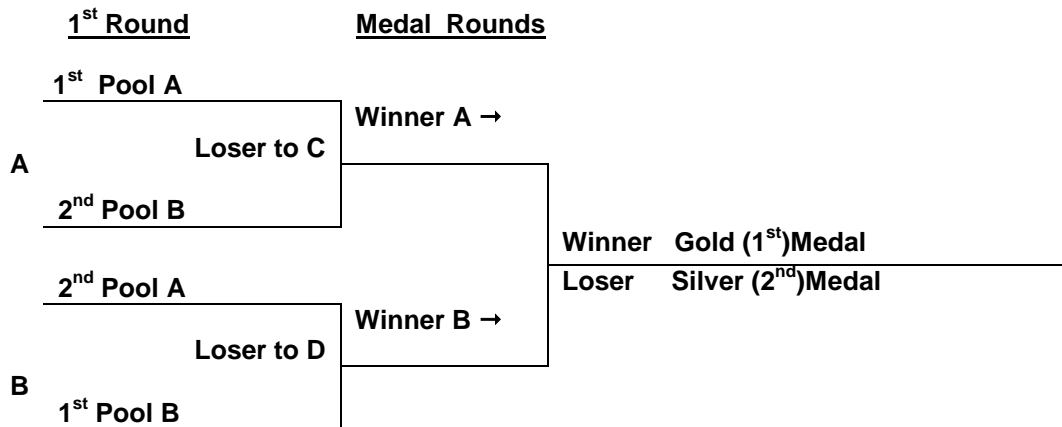 1st Round Medal Rounds
1st Pool A
Winner A →
Loser to C
A
2nd Pool B
Winner Gold (1st)Medal
Loser Silver (2nd)Medal
2nd Pool A
Winner B →
Loser to D
B
1st Pool B